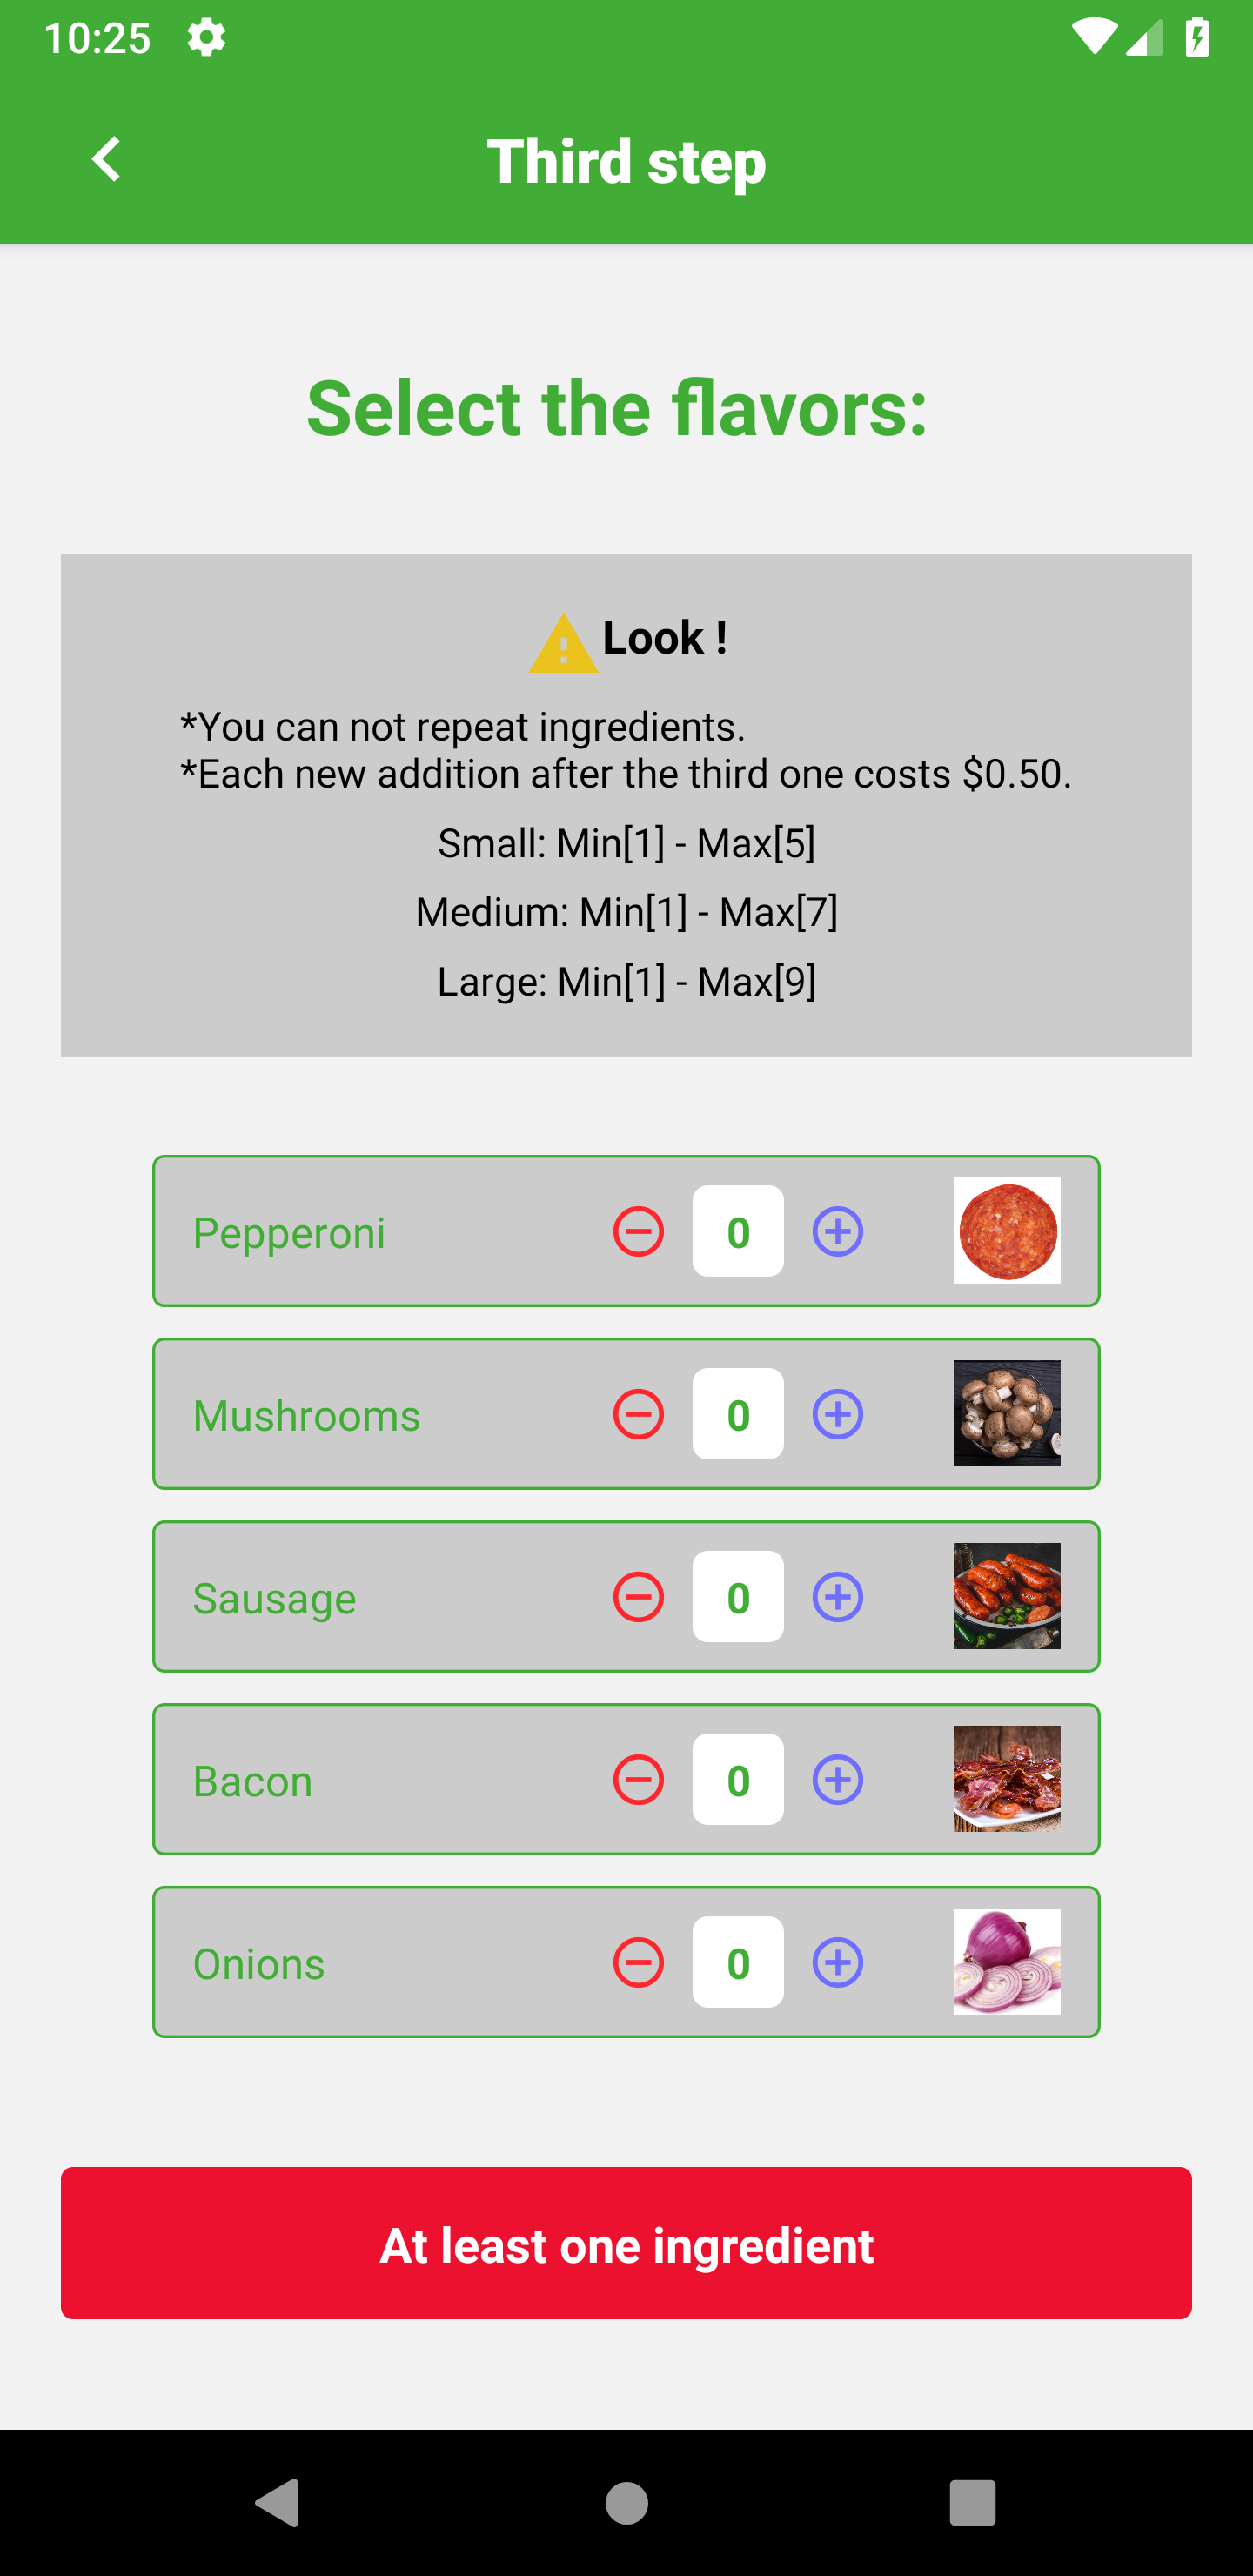 10:25
Third step
Select the flavors:
Look !
*You can not repeat ingredients.
*Each new addition after the third one costs $0.50.
Small: Min[1] - Max[5]
Medium: Min[1] - Max[7]
Large: Min[1] - Max[9]
Pepperoni 0
Mushrooms 0
Sausage 0
Bacon 0
Onions 0
At least one ingredient